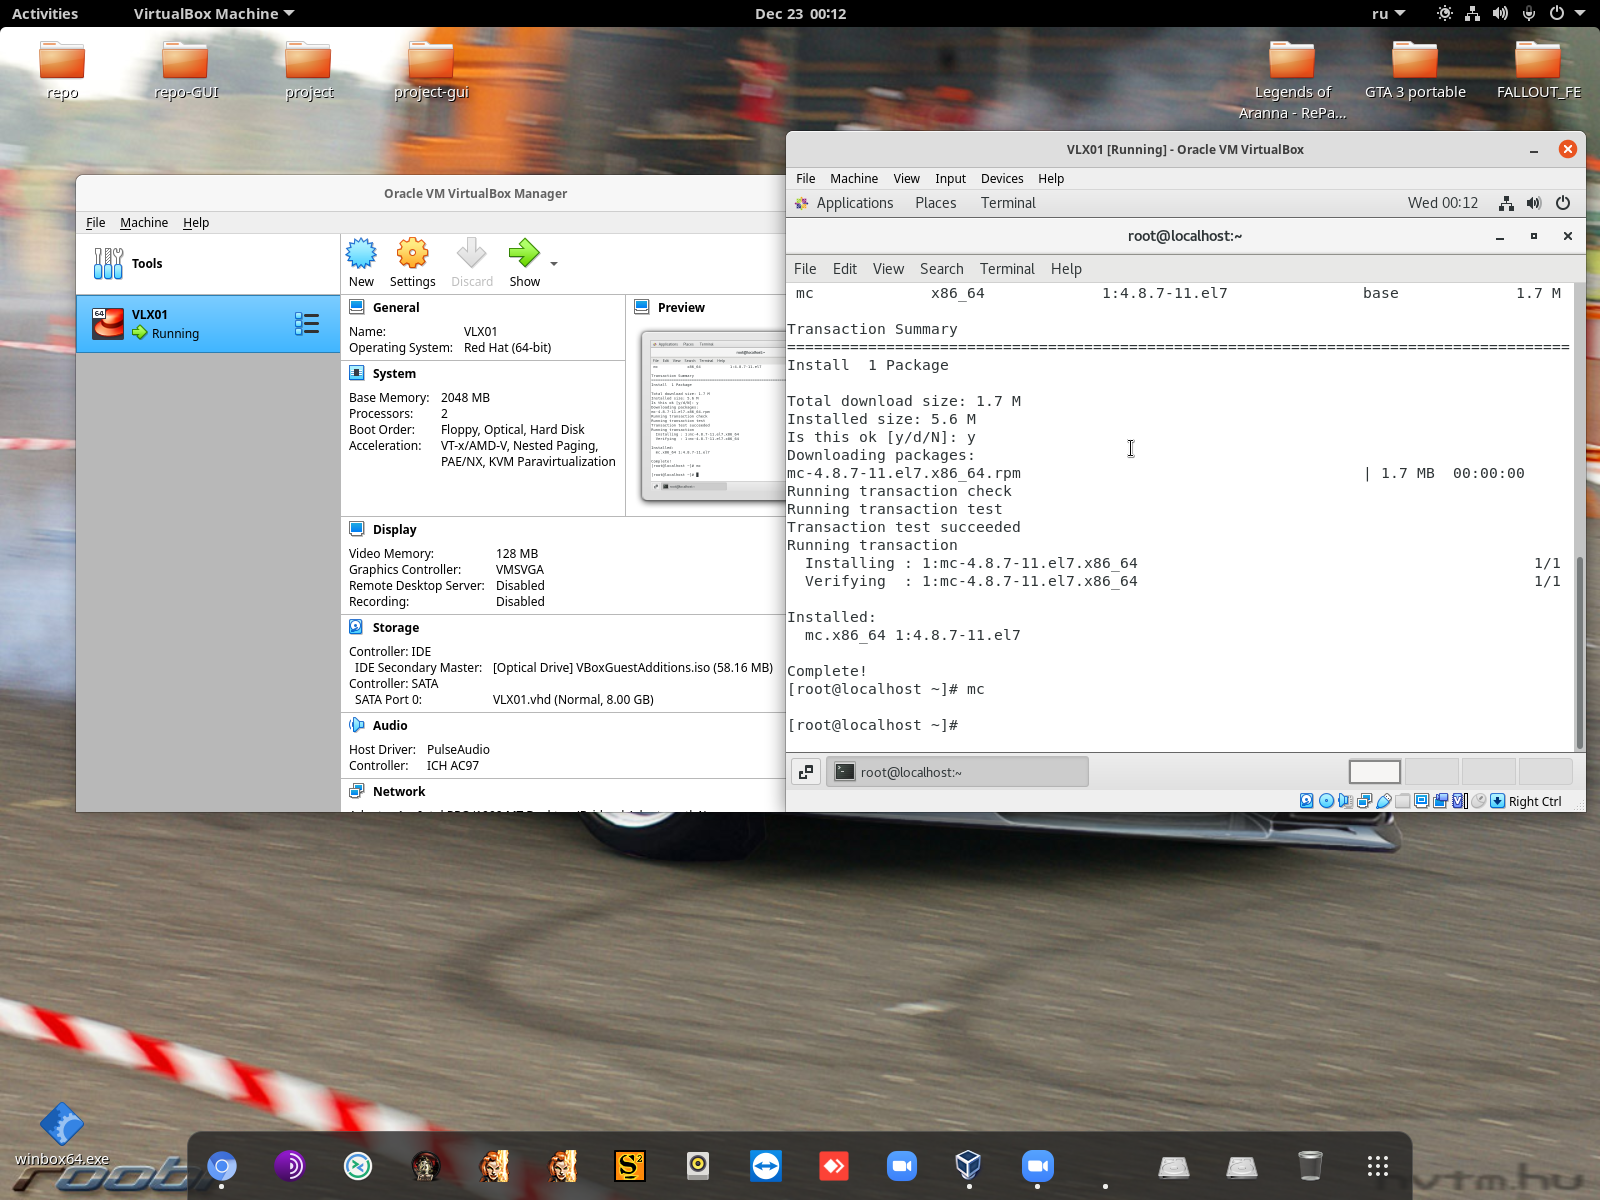 Activities
VirtualBox Machine
Dec 23 00:12
ru
repo
repo-GUI
project
project-gui
Legends of
Aranna - RePa...
GTA 3 portable
FALLOUT_FE
Oracle VM VirtualBox Manager
File Machine Help
Tools
New
Settings
Discard
Show
64
VLX01
Running
General
Name: VLX01
Operating System: Red Hat (64-bit)
Preview
System
Base Memory: 2048 MB
Processors: 2
Boot Order: Floppy, Optical, Hard Disk
Acceleration: VT-x/AMD-V, Nested Paging,
PAE/NX, KVM Paravirtualization
Display
Video Memory: 128 MB
Graphics Controller: VMSVGA
Remote Desktop Server: Disabled
Recording: Disabled
Storage
Controller: IDE
IDE Secondary Master: [Optical Drive] VBoxGuestAdditions.iso (58.16 MB)
Controller: SATA
SATA Port 0: VLX01.vhd (Normal, 8.00 GB)
Audio
Host Driver: PulseAudio
Controller: ICH AC97
Network
VLX01 [Running] - Oracle VM VirtualBox
File Machine View Input Devices Help
Applications Places Terminal
Wed 00:12
root@localhost:~
File Edit View Search Terminal Help
mc x86_64 1:4.8.7-11.el7 base 1.7 M
Transaction Summary
=======================================================================================
Install  1 Package
Total download size: 1.7 M
Installed size: 5.6 M
Is this ok [y/d/N]: y
Downloading packages:
mc-4.8.7-11.el7.x86_64.rpm | 1.7 MB  00:00:00
Running transaction check
Running transaction test
Transaction test succeeded
Running transaction
Installing : 1:mc-4.8.7-11.el7.x86_64 1/1
Verifying  : 1:mc-4.8.7-11.el7.x86_64 1/1
Installed:
mc.x86_64 1:4.8.7-11.el7
Complete!
[root@localhost ~]# mc
[root@localhost ~]#
root@localhost:~
Right Ctrl
winbox64.exe
S2